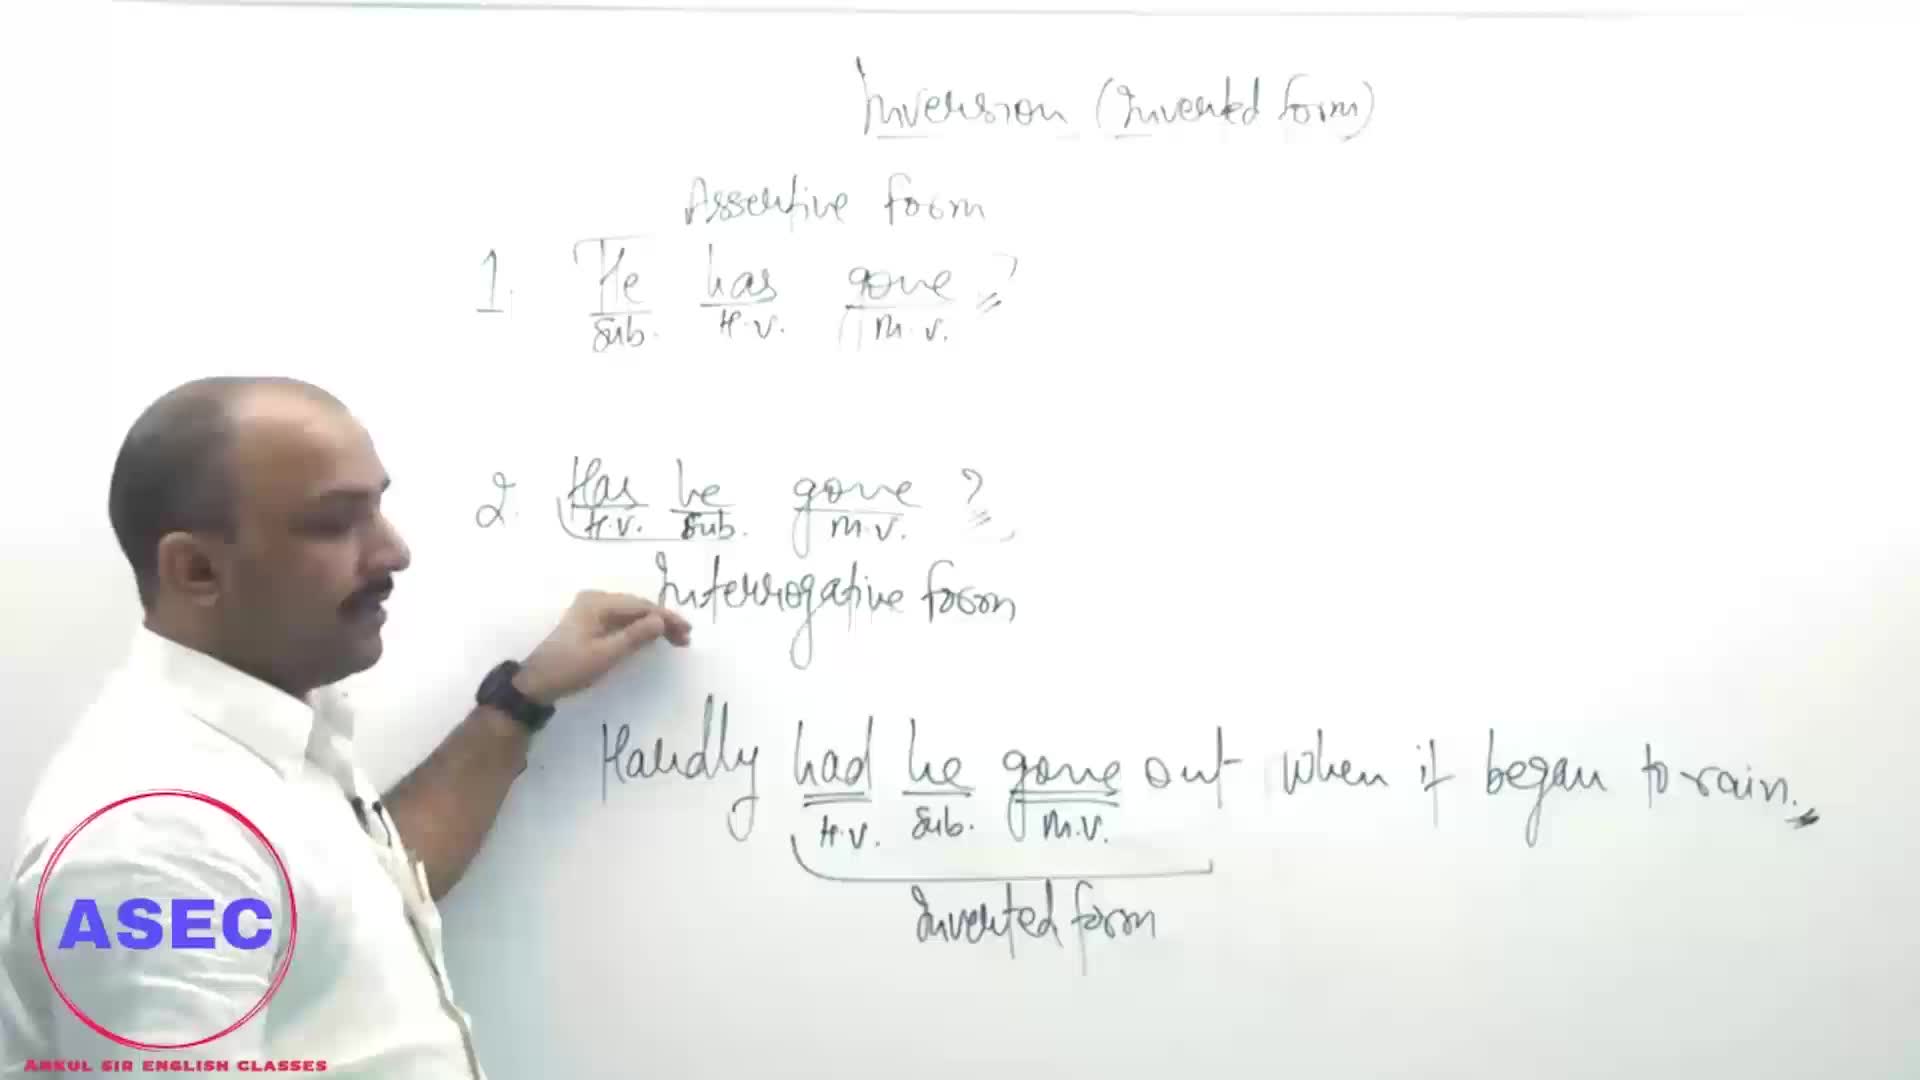 Inversion (Inverted form)
Assertive form
1. He has gone ?
Sub. H.V. M.V.
2. Has he gone ?
H.V. Sub. M.V.
Interrogative form
Hardly had he gone out when it began to rain.
H.V. Sub. M.V.
Inverted form
ASEC
ANKUL SIR ENGLISH CLASSES